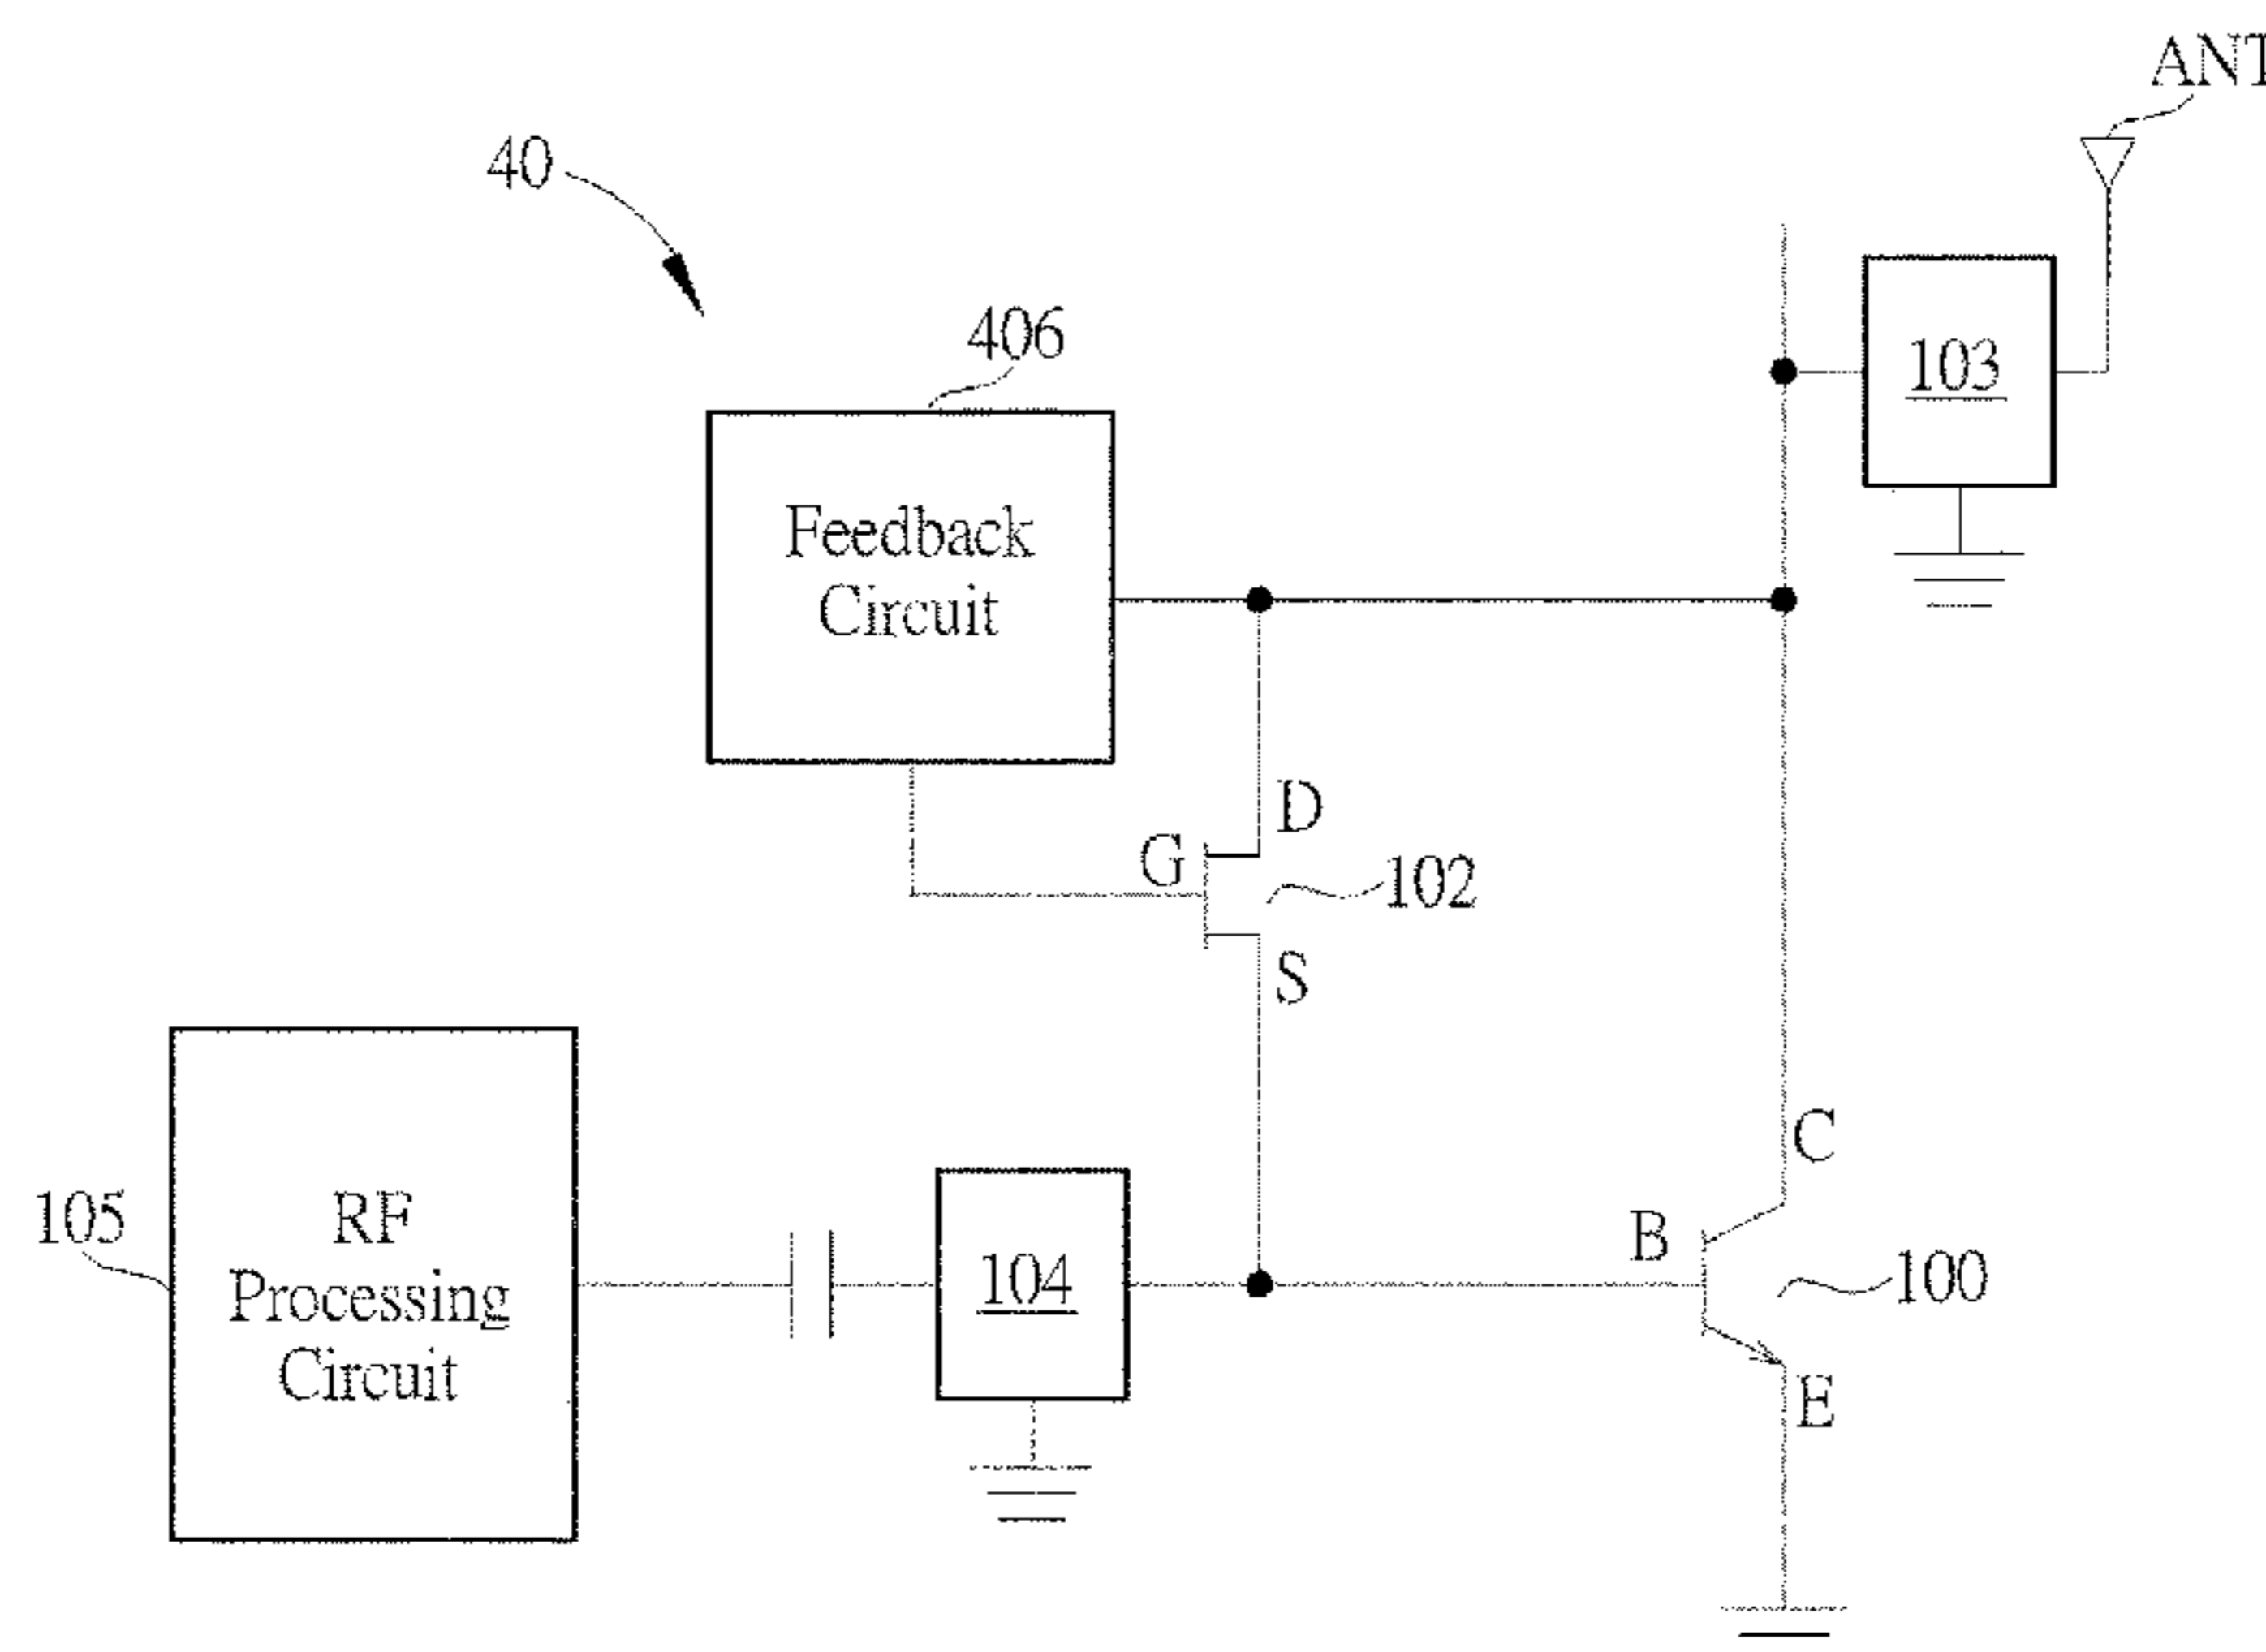 ANT
40
406
103
Feedback
Circuit
D
G
102
S
C
105
RF
Processing
Circuit
104
B
100
E